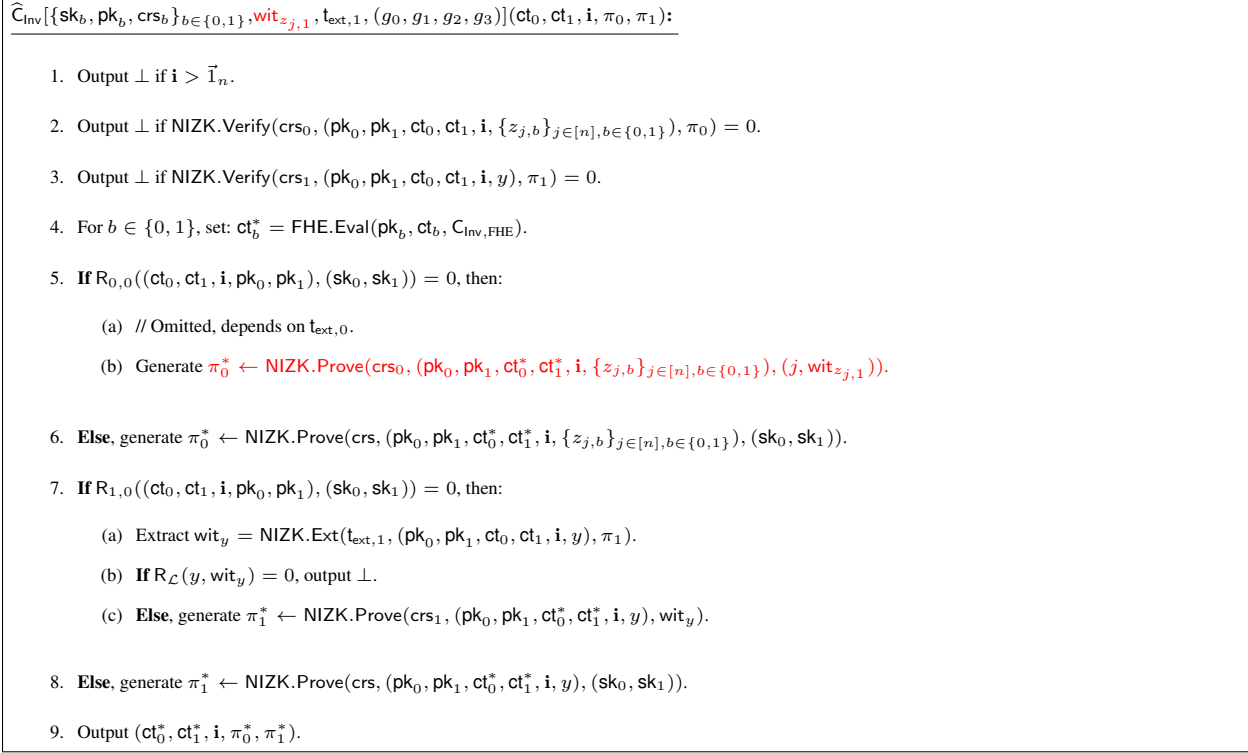 Ĉ_Inv[{sk_b, pk_b, crs_b}_{b∈{0,1}}, wit_{z_{j,1}}, t_{ext,1}, (g_0, g_1, g_2, g_3)](ct_0, ct_1, i, π_0, π_1):
1. Output ⊥ if i > 1⃗_n.
2. Output ⊥ if NIZK.Verify(crs_0, (pk_0, pk_1, ct_0, ct_1, i, {z_{j,b}}_{j∈[n],b∈{0,1}}), π_0) = 0.
3. Output ⊥ if NIZK.Verify(crs_1, (pk_0, pk_1, ct_0, ct_1, i, y), π_1) = 0.
4. For b ∈ {0, 1}, set: ct*_b = FHE.Eval(pk_b, ct_b, C_{Inv,FHE}).
5. If R_{0,0}((ct_0, ct_1, i, pk_0, pk_1), (sk_0, sk_1)) = 0, then:
(a) // Omitted, depends on t_{ext,0}.
(b) Generate π*_0 ← NIZK.Prove(crs_0, (pk_0, pk_1, ct*_0, ct*_1, i, {z_{j,b}}_{j∈[n],b∈{0,1}}), (j, wit_{z_{j,1}})).
6. Else, generate π*_0 ← NIZK.Prove(crs, (pk_0, pk_1, ct*_0, ct*_1, i, {z_{j,b}}_{j∈[n],b∈{0,1}}), (sk_0, sk_1)).
7. If R_{1,0}((ct_0, ct_1, i, pk_0, pk_1), (sk_0, sk_1)) = 0, then:
(a) Extract wit_y = NIZK.Ext(t_{ext,1}, (pk_0, pk_1, ct_0, ct_1, i, y), π_1).
(b) If R_ℒ(y, wit_y) = 0, output ⊥.
(c) Else, generate π*_1 ← NIZK.Prove(crs_1, (pk_0, pk_1, ct*_0, ct*_1, i, y), wit_y).
8. Else, generate π*_1 ← NIZK.Prove(crs, (pk_0, pk_1, ct*_0, ct*_1, i, y), (sk_0, sk_1)).
9. Output (ct*_0, ct*_1, i, π*_0, π*_1).